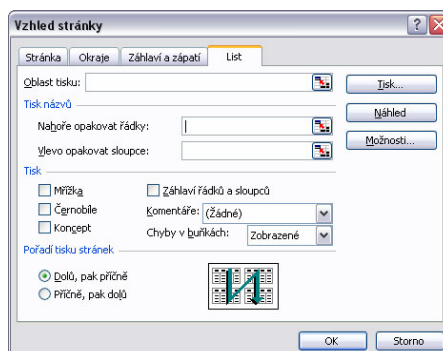 Vzhled stránky
Stránka Okraje Záhlaví a zápatí List
Oblast tisku:
Tisk...
Tisk názvů
Náhled
Nahoře opakovat řádky:
Možnosti...
Vlevo opakovat sloupce:
Tisk
Mřížka
Záhlaví řádků a sloupců
Černobíle
Komentáře: (Žádné)
Koncept
Chyby v buňkách: Zobrazené
Pořadí tisku stránek
Dolů, pak příčně
Příčně, pak dolů
OK Storno